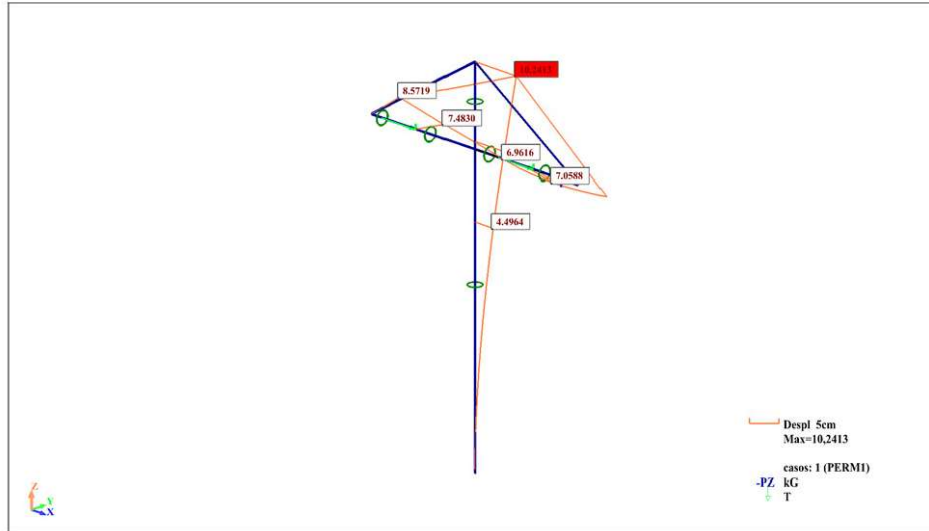 8.5719
7.4830
6.9616
7.0588
4.4964
Despl 5cm
Max=10,2413
casos: 1 (PERM1)
-PZ kG
T
Z
Y
X